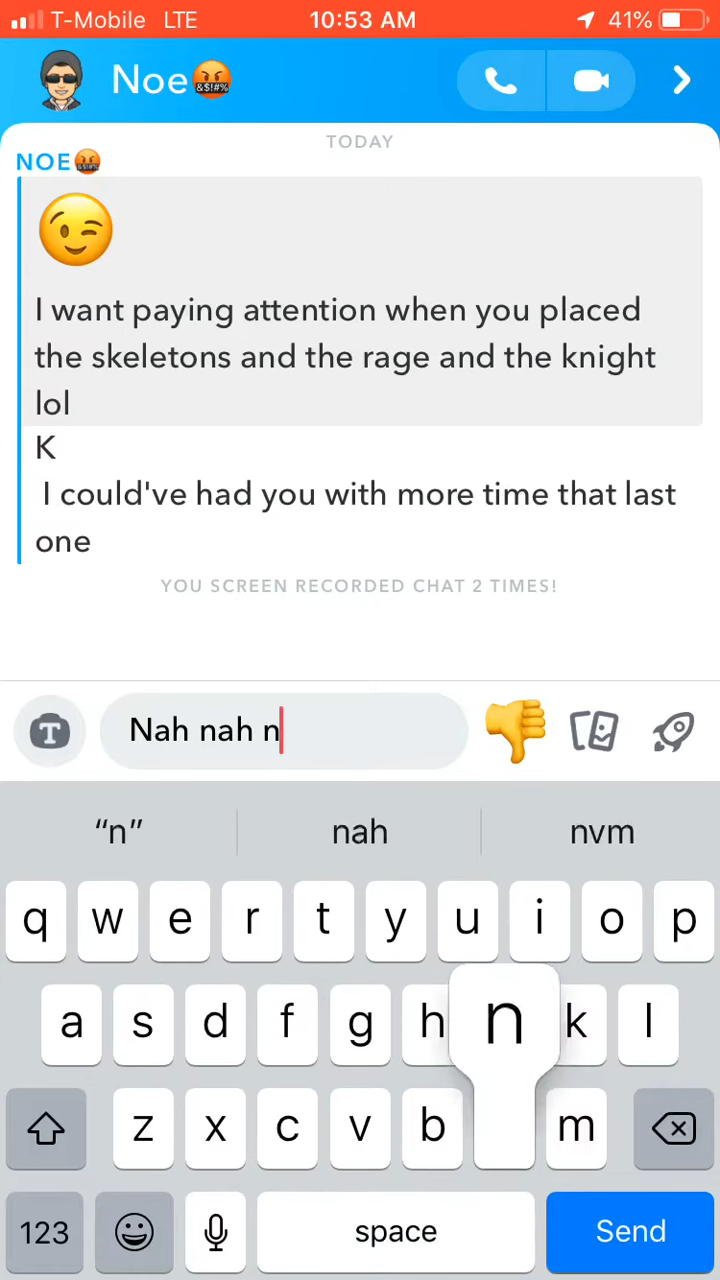 T-Mobile LTE 10:53 AM 41%
Noe🤬
&$!#%
TODAY
NOE🤬
😉
I want paying attention when you placed
the skeletons and the rage and the knight
lol
K
I could've had you with more time that last
one
YOU SCREEN RECORDED CHAT 2 TIMES!
T Nah nah n
“n” nah nvm
q w e r t y u i o p
a s d f g h n k l
z x c v b m
123 space Send